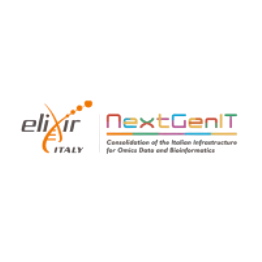 elixir
ITALY
NextGenIT
Consolidation of the Italian Infrastructure
for Omics Data and Bioinformatics